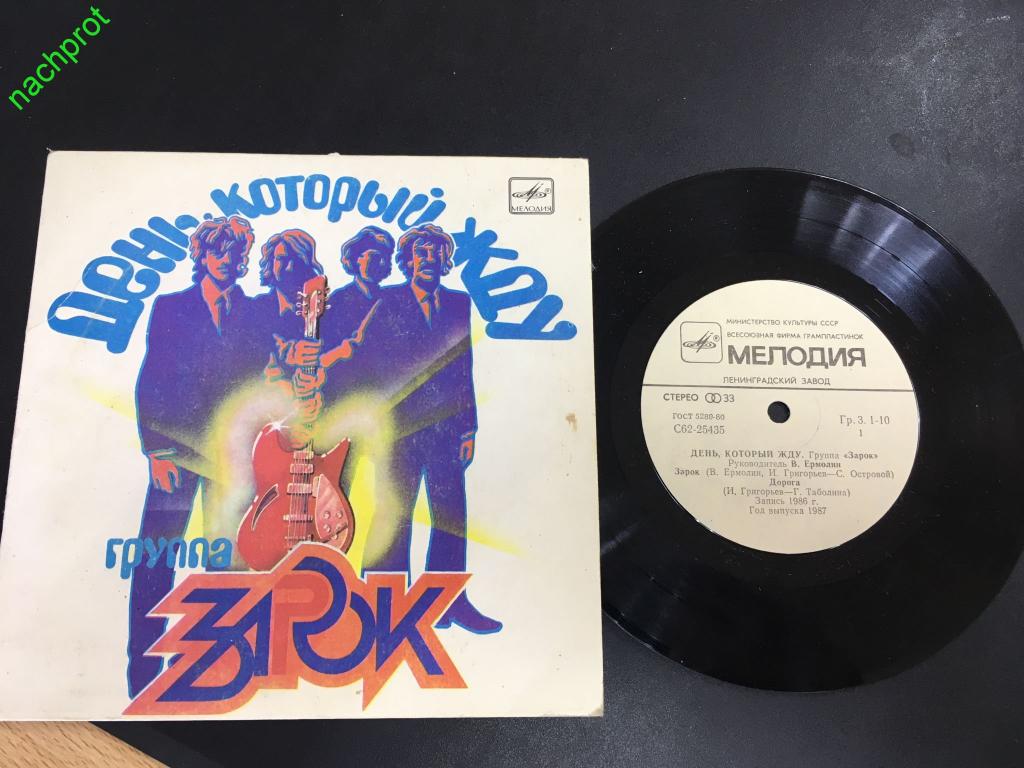 nachprot
День, который жду
МЕЛОДИЯ
группа
ЗАРОК
МИНИСТЕРСТВО КУЛЬТУРЫ СССР
ВСЕСОЮЗНАЯ ФИРМА ГРАМПЛАСТИНОК
МЕЛОДИЯ
ЛЕНИНГРАДСКИЙ ЗАВОД
СТЕРЕО 33
ГОСТ 5289-80
С62-25435
Гр. 3. 1-10
1
ДЕНЬ, КОТОРЫЙ ЖДУ. Группа «Зарок»
Руководитель В. Ермолин
Зарок (В. Ермолин, И. Григорьев—С. Островой)
Дорога
(И. Григорьев—Г. Таболина)
Запись 1986 г.
Год выпуска 1987